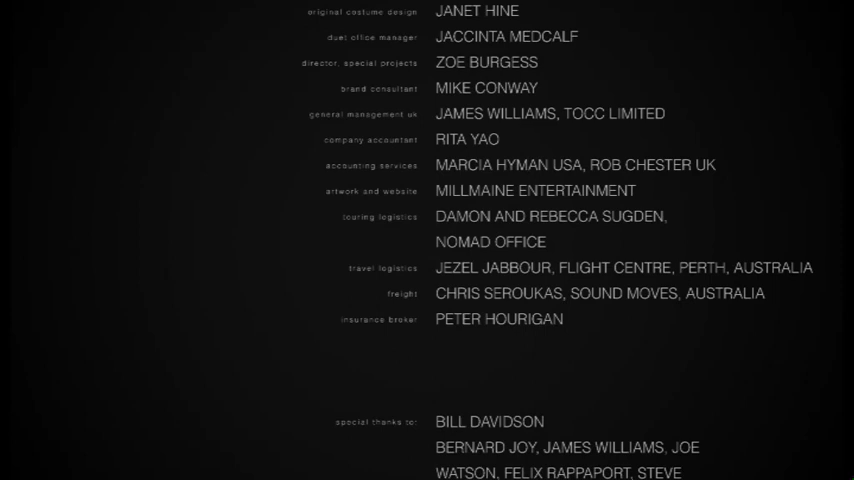 original costume design JANET HINE
duet office manager JACCINTA MEDCALF
director, special projects ZOE BURGESS
brand consultant MIKE CONWAY
general management uk JAMES WILLIAMS, TOCC LIMITED
company accountant RITA YAO
accounting services MARCIA HYMAN USA, ROB CHESTER UK
artwork and website MILLMAINE ENTERTAINMENT
touring logistics DAMON AND REBECCA SUGDEN,
NOMAD OFFICE
travel logistics JEZEL JABBOUR, FLIGHT CENTRE, PERTH, AUSTRALIA
freight CHRIS SEROUKAS, SOUND MOVES, AUSTRALIA
insurance broker PETER HOURIGAN
special thanks to: BILL DAVIDSON
BERNARD JOY, JAMES WILLIAMS, JOE
WATSON, FELIX RAPPAPORT, STEVE